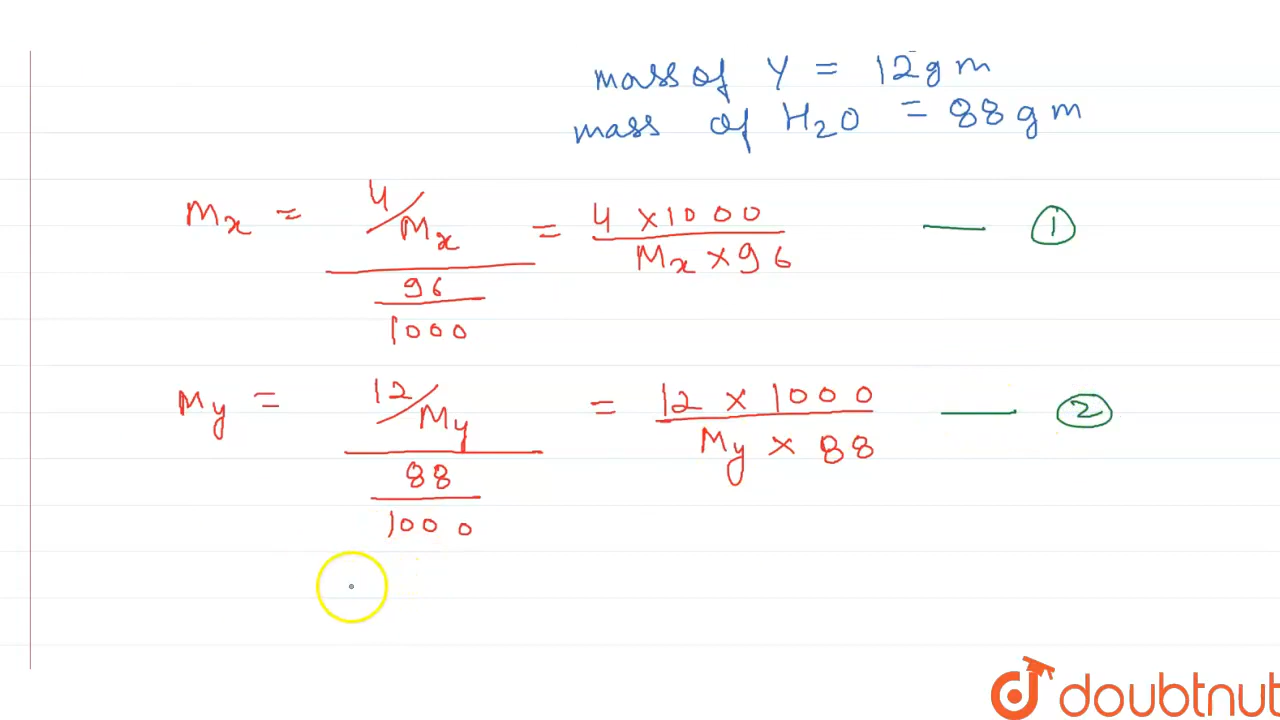 mass of Y = 12 gm
mass of H2O = 88 gm
Mx = 4/Mx / 96/1000 = 4 × 1000 / Mx × 96 — ①
My = 12/My / 88/1000 = 12 × 1000 / My × 88 — ②
doubtnut